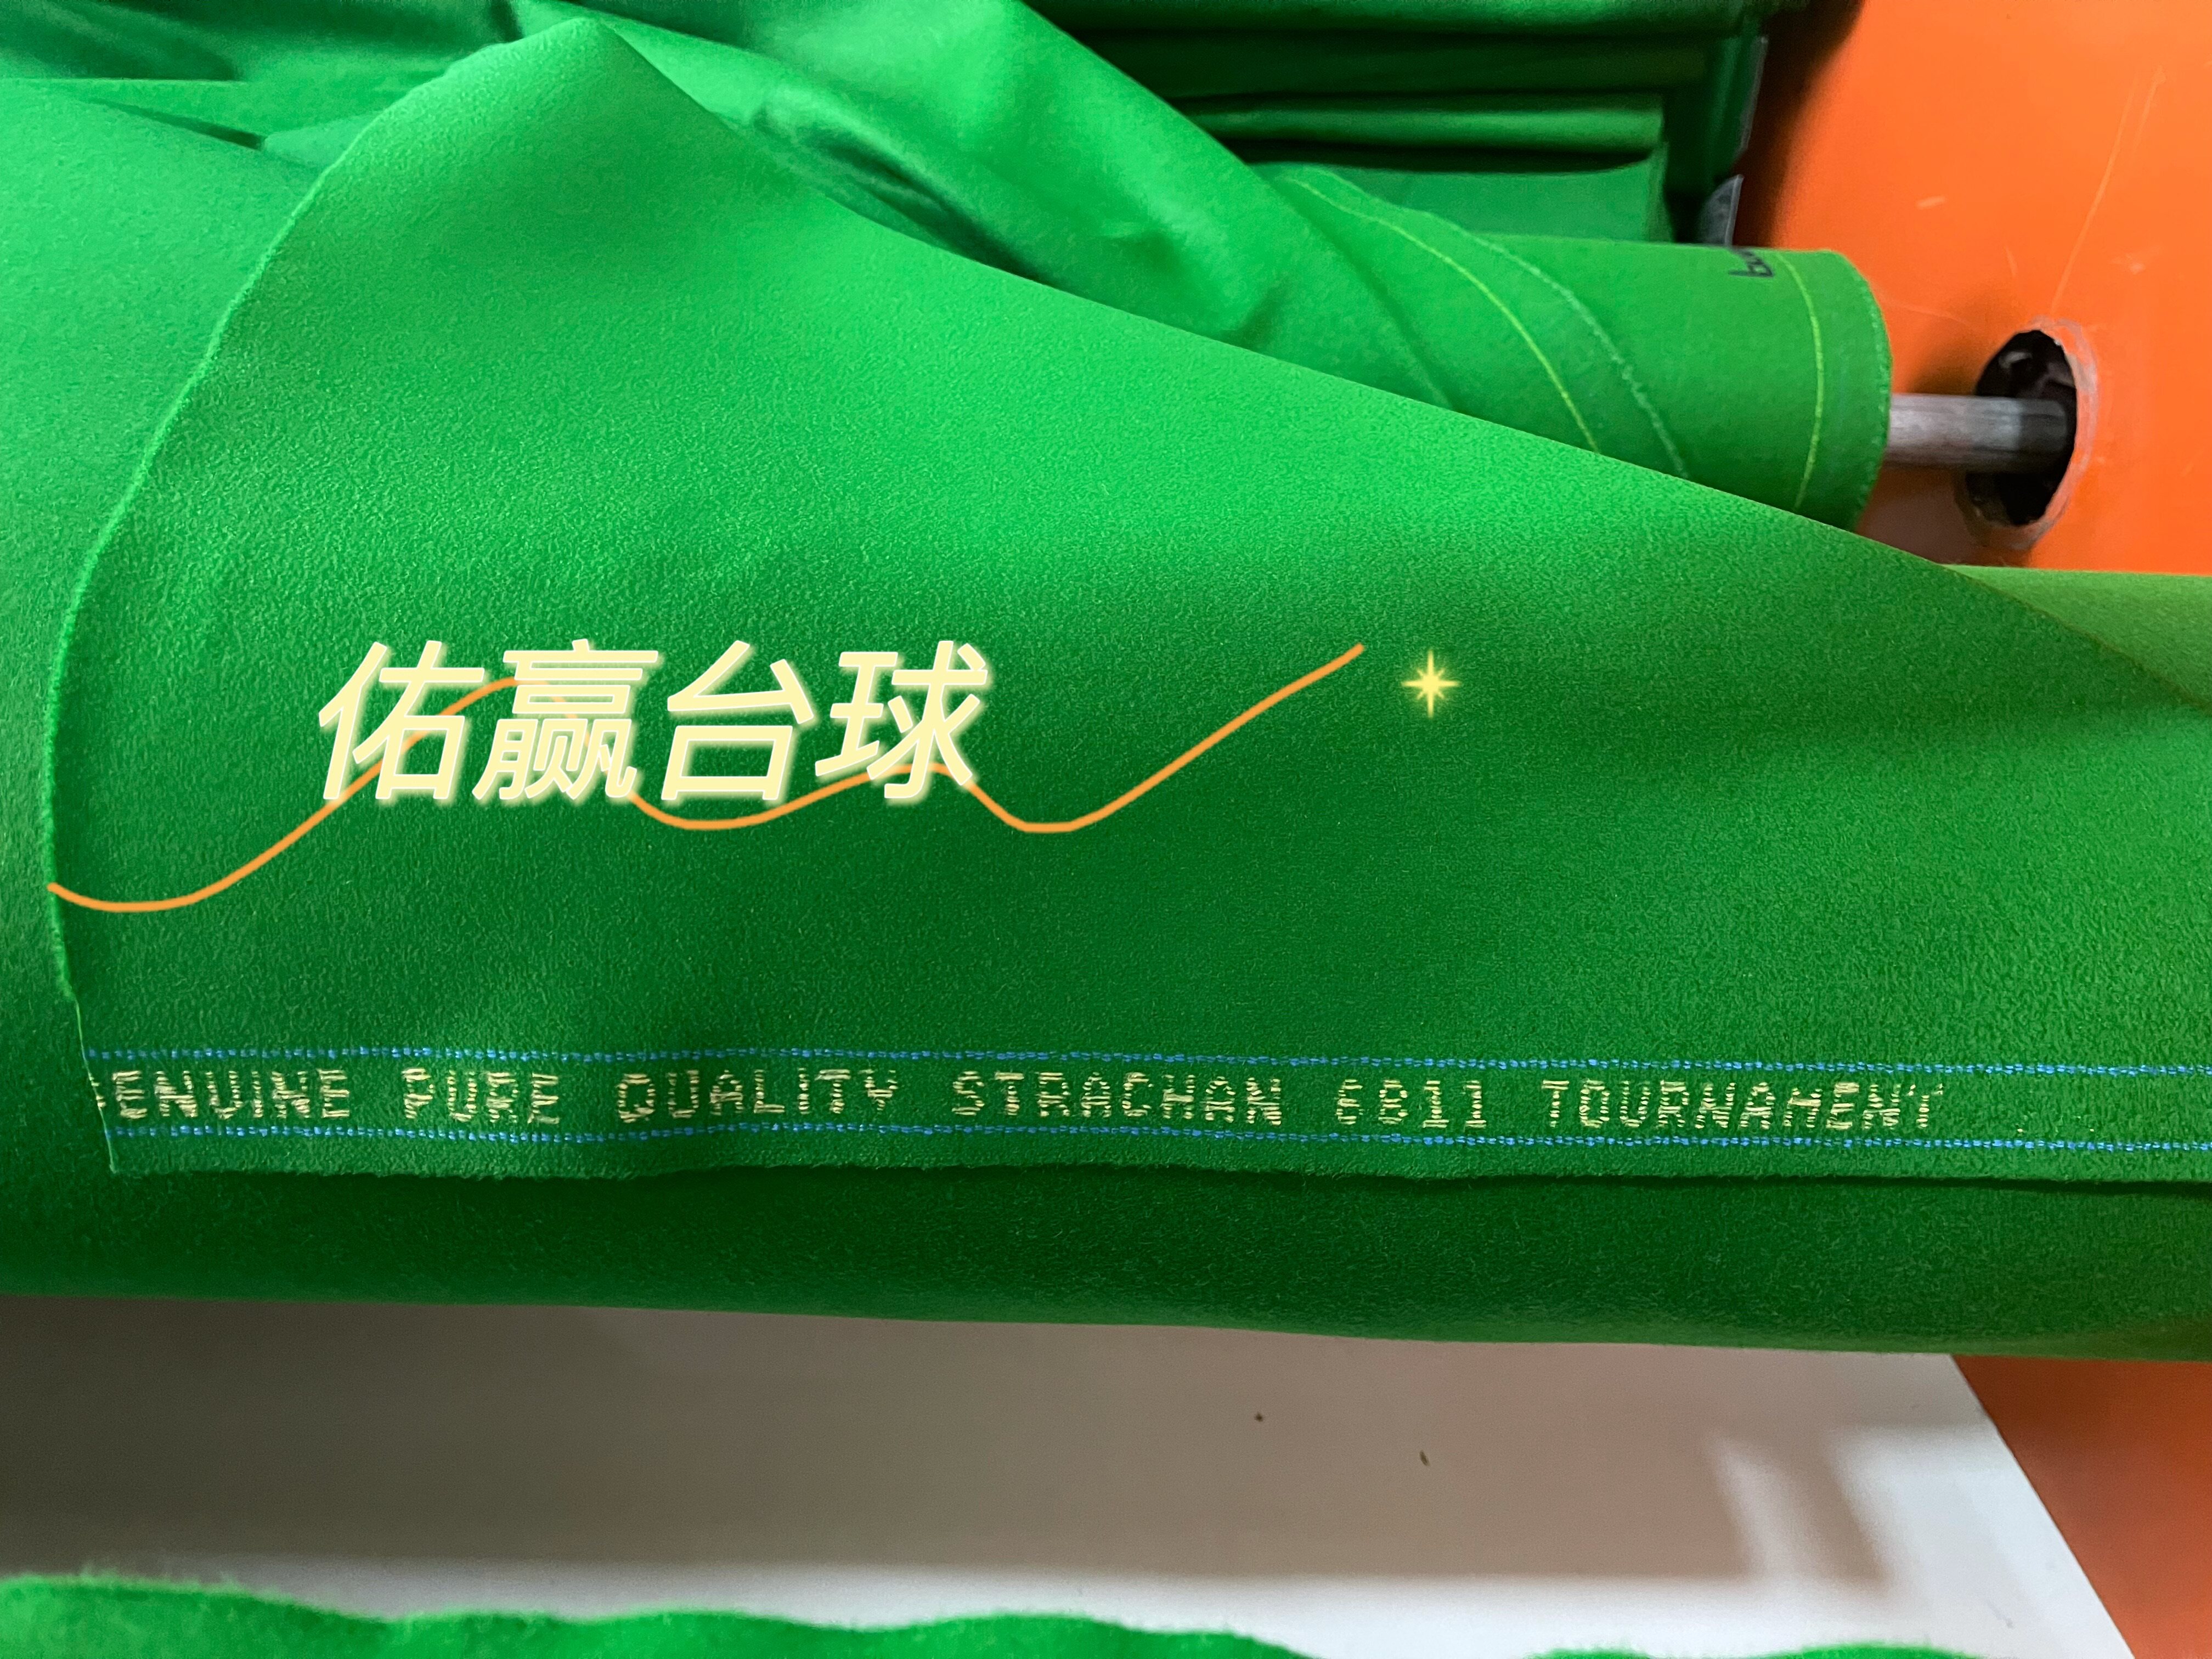 佑赢台球
GENUINE PURE QUALITY STRACHAN 6811 TOURNAMENT